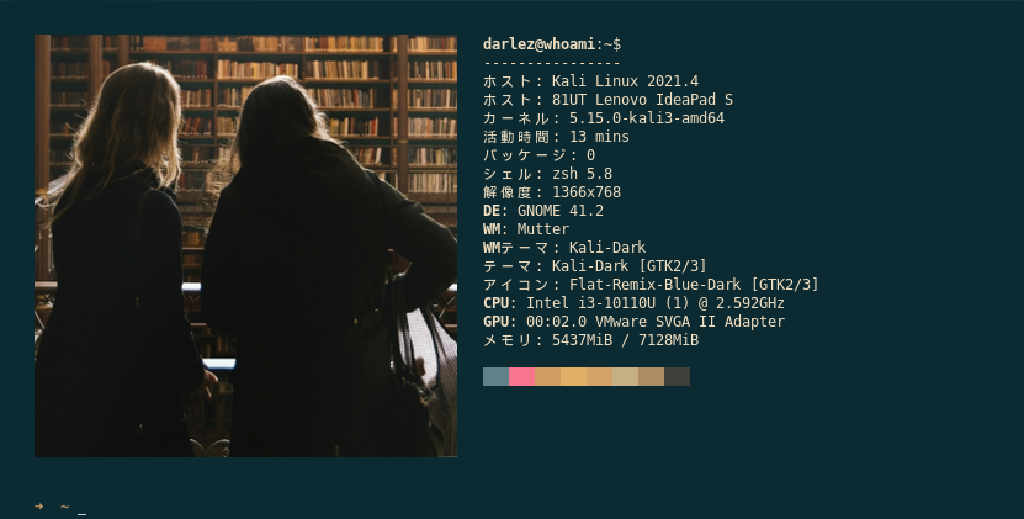 darlez@whoami:~$
----------------
ホスト: Kali Linux 2021.4
ホスト: 81UT Lenovo IdeaPad S
カーネル: 5.15.0-kali3-amd64
活動時間: 13 mins
パッケージ: 0
シェル: zsh 5.8
解像度: 1366x768
DE: GNOME 41.2
WM: Mutter
WMテーマ: Kali-Dark
テーマ: Kali-Dark [GTK2/3]
アイコン: Flat-Remix-Blue-Dark [GTK2/3]
CPU: Intel i3-10110U (1) @ 2.592GHz
GPU: 00:02.0 VMware SVGA II Adapter
メモリ: 5437MiB / 7128MiB
➜ ~ _